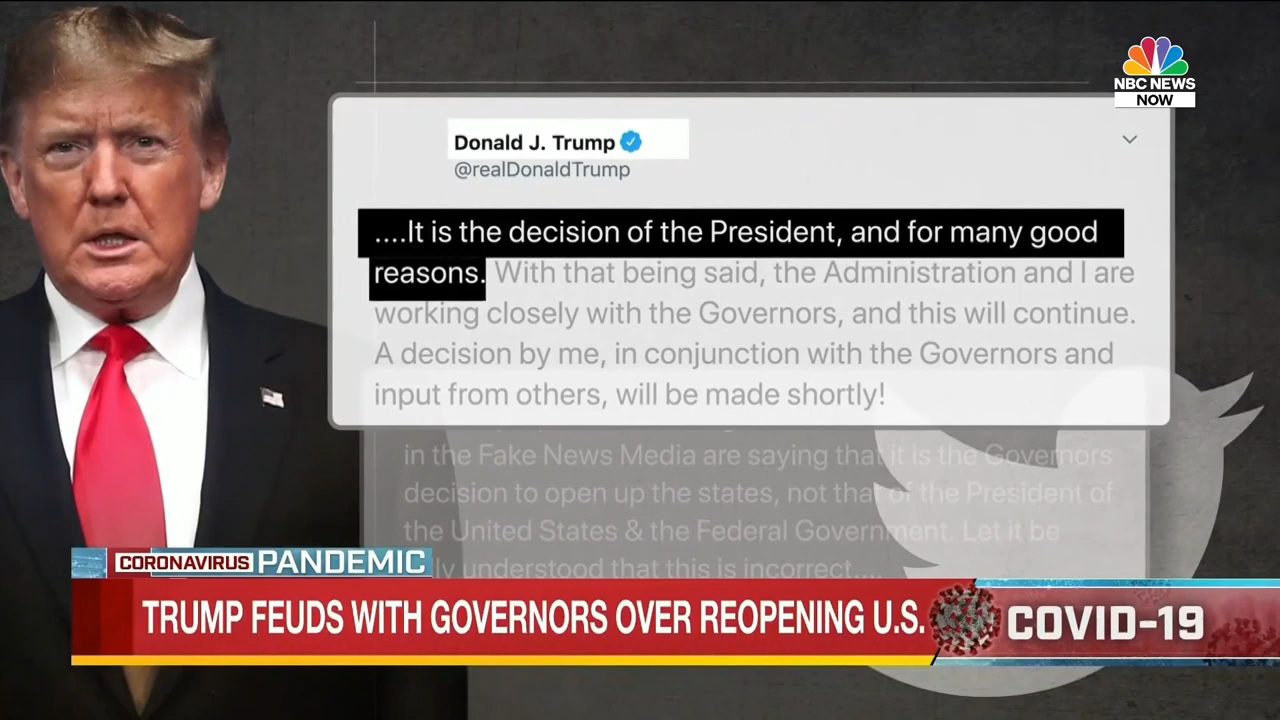 NBC NEWS
NOW
Donald J. Trump
@realDonaldTrump
....It is the decision of the President, and for many good
reasons. With that being said, the Administration and I are
working closely with the Governors, and this will continue.
A decision by me, in conjunction with the Governors and
input from others, will be made shortly!
in the Fake News Media are saying that it is the Governors
decision to open up the states, not that of the President of
the United States & the Federal Government. Let it be
understood that this is incorrect....
CORONAVIRUS PANDEMIC
TRUMP FEUDS WITH GOVERNORS OVER REOPENING U.S.
COVID-19